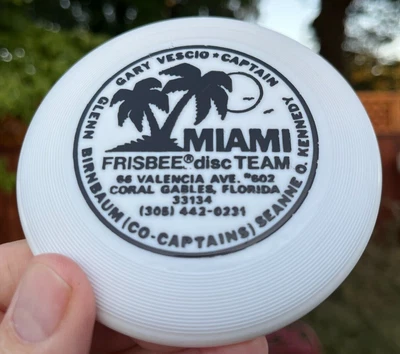 GARY VESCIO ★ CAPTAIN
GLENN BIRNBAUM (CO-CAPTAINS) SEANNE O. KENNEDY
MIAMI
FRISBEE® disc TEAM
66 VALENCIA AVE. #602
CORAL GABLES, FLORIDA
33134
(305) 442-0231